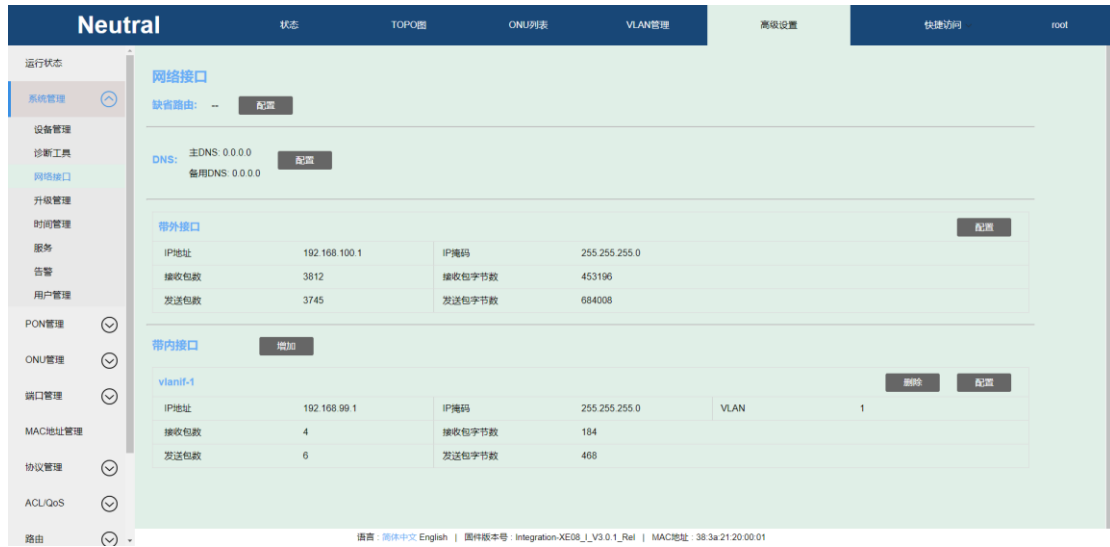 Neutral 状态 TOPO图 ONU列表 VLAN管理 高级设置 快捷访问 root
运行状态
系统管理
设备管理
诊断工具
网络接口
升级管理
时间管理
服务
告警
用户管理
PON管理
ONU管理
端口管理
MAC地址管理
协议管理
ACL/QoS
路由
网络接口
缺省路由: -- 配置
DNS: 主DNS: 0.0.0.0
备用DNS: 0.0.0.0
配置
带外接口 配置
IP地址 192.168.100.1 IP掩码 255.255.255.0
接收包数 3812 接收包字节数 453196
发送包数 3745 发送包字节数 684008
带内接口 增加
vlanif-1 删除 配置
IP地址 192.168.99.1 IP掩码 255.255.255.0 VLAN 1
接收包数 4 接收包字节数 184
发送包数 6 发送包字节数 468
语言 : 简体中文 English | 固件版本号 : Integration-XE08_I_V3.0.1_Rel | MAC地址 : 38:3a:21:20:00:01